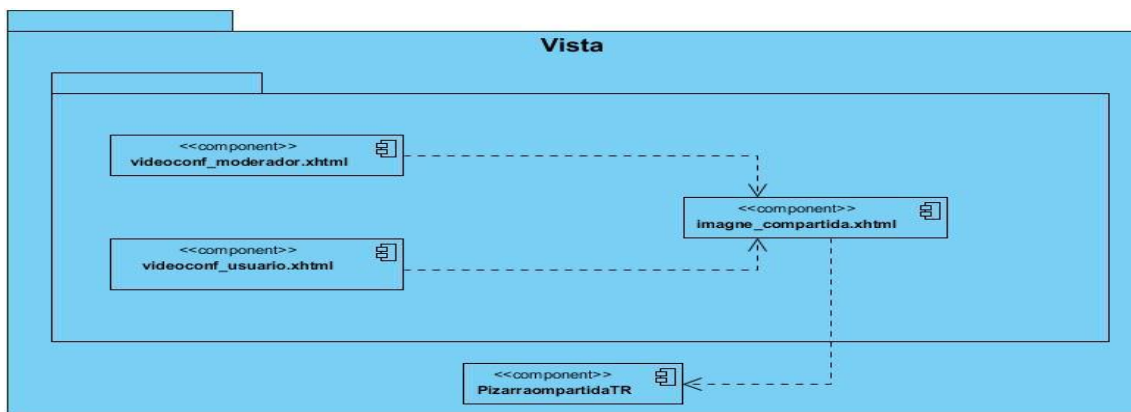 Vista
<<component>>
videoconf_moderador.xhtml
<<component>>
imagne_compartida.xhtml
<<component>>
videoconf_usuario.xhtml
<<component>>
PizarraompartidaTR